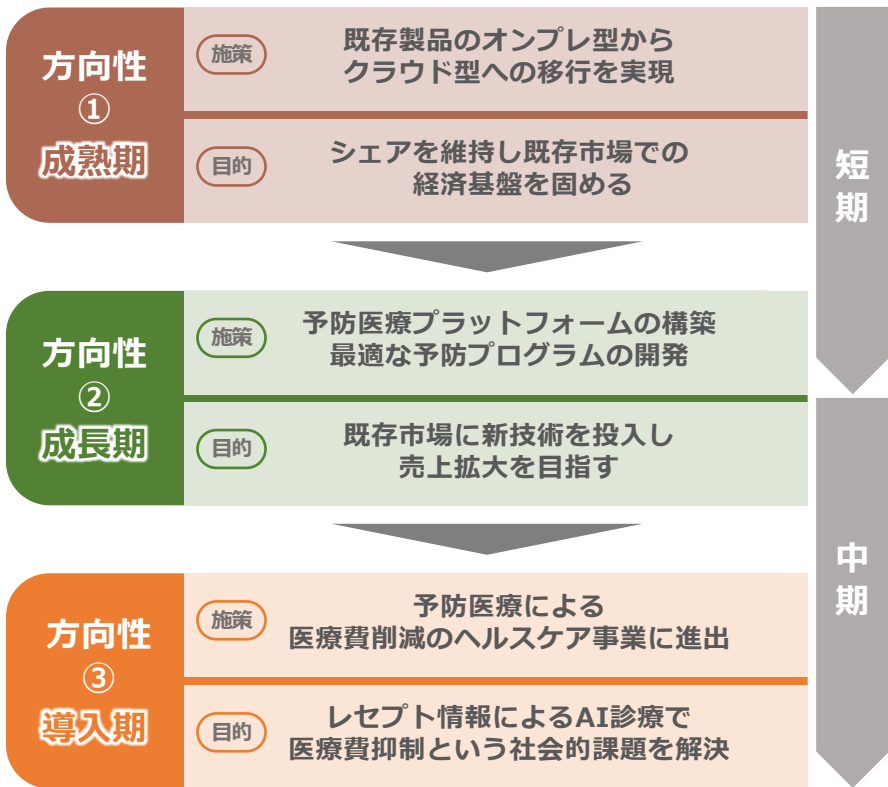 方向性
①
成熟期
施策
既存製品のオンプレ型から
クラウド型への移行を実現
目的
シェアを維持し既存市場での
経済基盤を固める
短期
方向性
②
成長期
施策
予防医療プラットフォームの構築
最適な予防プログラムの開発
目的
既存市場に新技術を投入し
売上拡大を目指す
中期
方向性
③
導入期
施策
予防医療による
医療費削減のヘルスケア事業に進出
目的
レセプト情報によるAI診療で
医療費抑制という社会的課題を解決